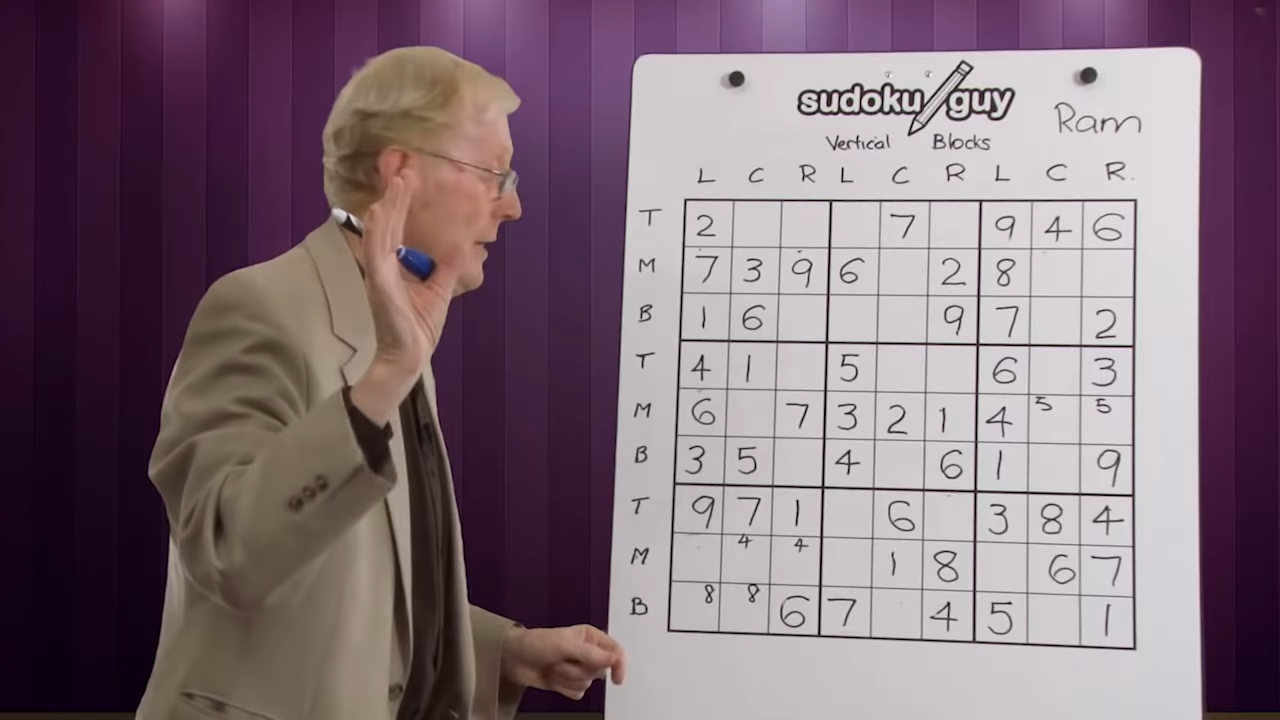 sudoku guy
Ram
Vertical Blocks
L C R L C R L C R.
T 2 7 9 4 6
M 7 3 9 6 2 8
B 1 6 9 7 2
T 4 1 5 6 3
M 6 7 3 2 1 4 5 5
B 3 5 4 6 1 9
T 9 7 1 6 3 8 4
M 4 4 1 8 6 7
B 8 8 6 7 4 5 1